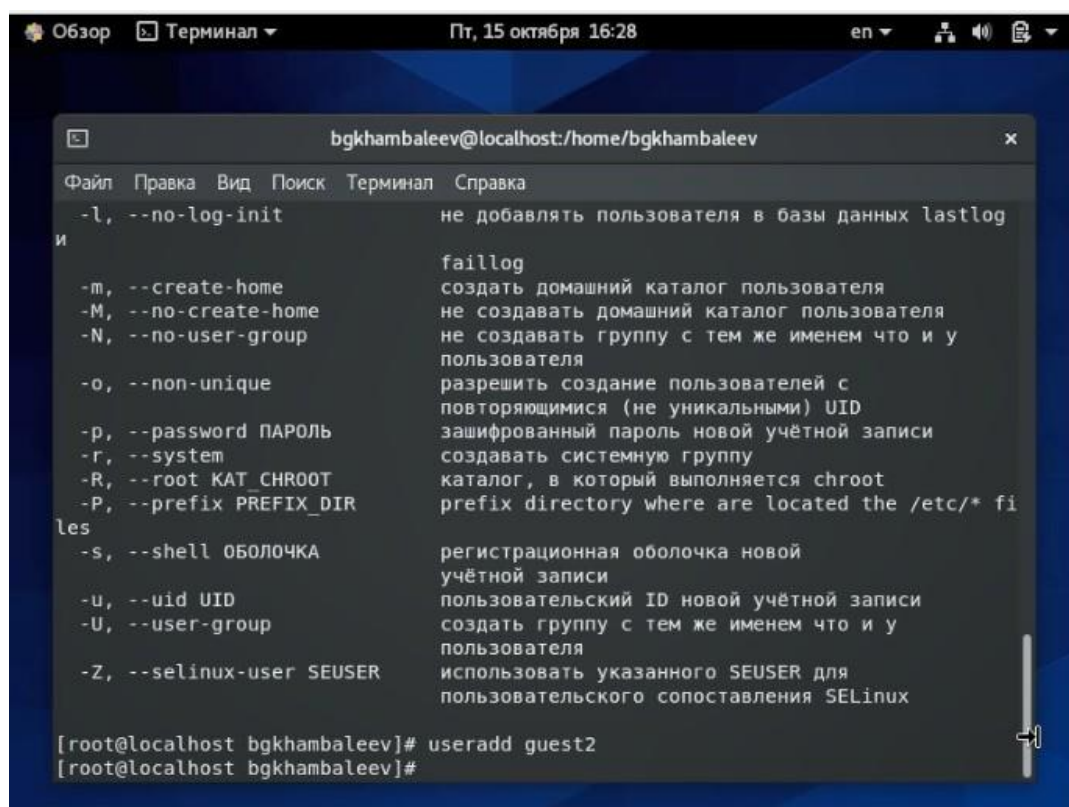 Обзор Терминал Пт, 15 октября 16:28 en
bgkhambaleev@localhost:/home/bgkhambaleev ×
Файл Правка Вид Поиск Терминал Справка
-l, --no-log-init не добавлять пользователя в базы данных lastlog
и
faillog
-m, --create-home создать домашний каталог пользователя
-M, --no-create-home не создавать домашний каталог пользователя
-N, --no-user-group не создавать группу с тем же именем что и у
пользователя
-o, --non-unique разрешить создание пользователей с
повторяющимися (не уникальными) UID
-p, --password ПАРОЛЬ зашифрованный пароль новой учётной записи
-r, --system создавать системную группу
-R, --root КАТ_CHROOT каталог, в который выполняется chroot
-P, --prefix PREFIX_DIR prefix directory where are located the /etc/* fi
les
-s, --shell ОБОЛОЧКА регистрационная оболочка новой
учётной записи
-u, --uid UID пользовательский ID новой учётной записи
-U, --user-group создать группу с тем же именем что и у
пользователя
-Z, --selinux-user SEUSER использовать указанного SEUSER для
пользовательского сопоставления SELinux
[root@localhost bgkhambaleev]# useradd guest2
[root@localhost bgkhambaleev]#